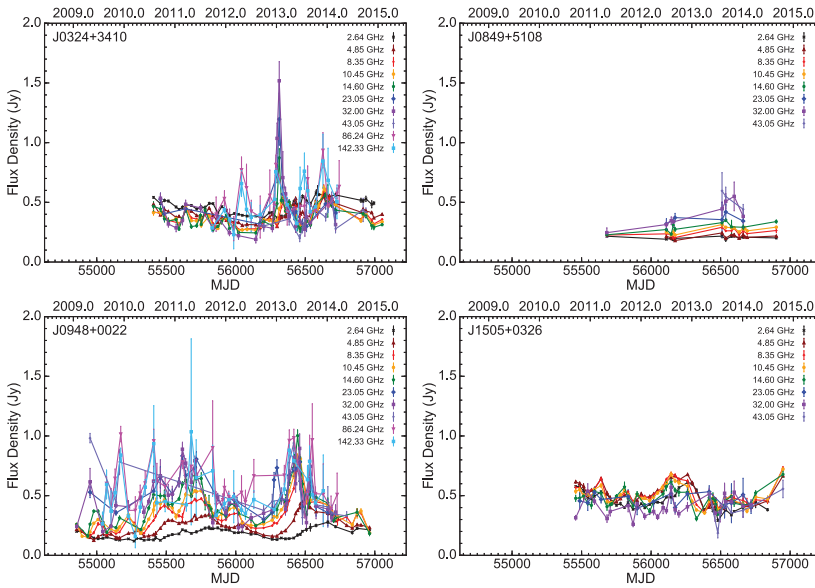 2009.0 2010.0 2011.0 2012.0 2013.0 2014.0 2015.0
J0324+3410
2.64 GHz
4.85 GHz
8.35 GHz
10.45 GHz
14.60 GHz
23.05 GHz
32.00 GHz
43.05 GHz
86.24 GHz
142.33 GHz
2.0
1.5
1.0
0.5
0.0
Flux Density (Jy)
55000 55500 56000 56500 57000
MJD
2009.0 2010.0 2011.0 2012.0 2013.0 2014.0 2015.0
J0849+5108
2.64 GHz
4.85 GHz
8.35 GHz
10.45 GHz
14.60 GHz
23.05 GHz
32.00 GHz
43.05 GHz
2.0
1.5
1.0
0.5
0.0
Flux Density (Jy)
55000 55500 56000 56500 57000
MJD
2009.0 2010.0 2011.0 2012.0 2013.0 2014.0 2015.0
J0948+0022
2.64 GHz
4.85 GHz
8.35 GHz
10.45 GHz
14.60 GHz
23.05 GHz
32.00 GHz
43.05 GHz
86.24 GHz
142.33 GHz
2.0
1.5
1.0
0.5
0.0
Flux Density (Jy)
55000 55500 56000 56500 57000
MJD
2009.0 2010.0 2011.0 2012.0 2013.0 2014.0 2015.0
J1505+0326
2.64 GHz
4.85 GHz
8.35 GHz
10.45 GHz
14.60 GHz
23.05 GHz
32.00 GHz
43.05 GHz
2.0
1.5
1.0
0.5
0.0
Flux Density (Jy)
55000 55500 56000 56500 57000
MJD